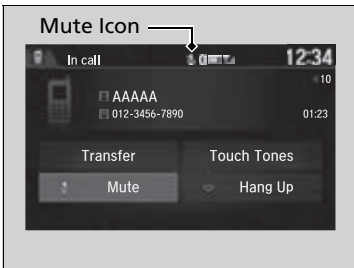 Mute Icon
In call
12:34
10
AAAAA
012-3456-7890
01:23
Transfer
Touch Tones
Mute
Hang Up